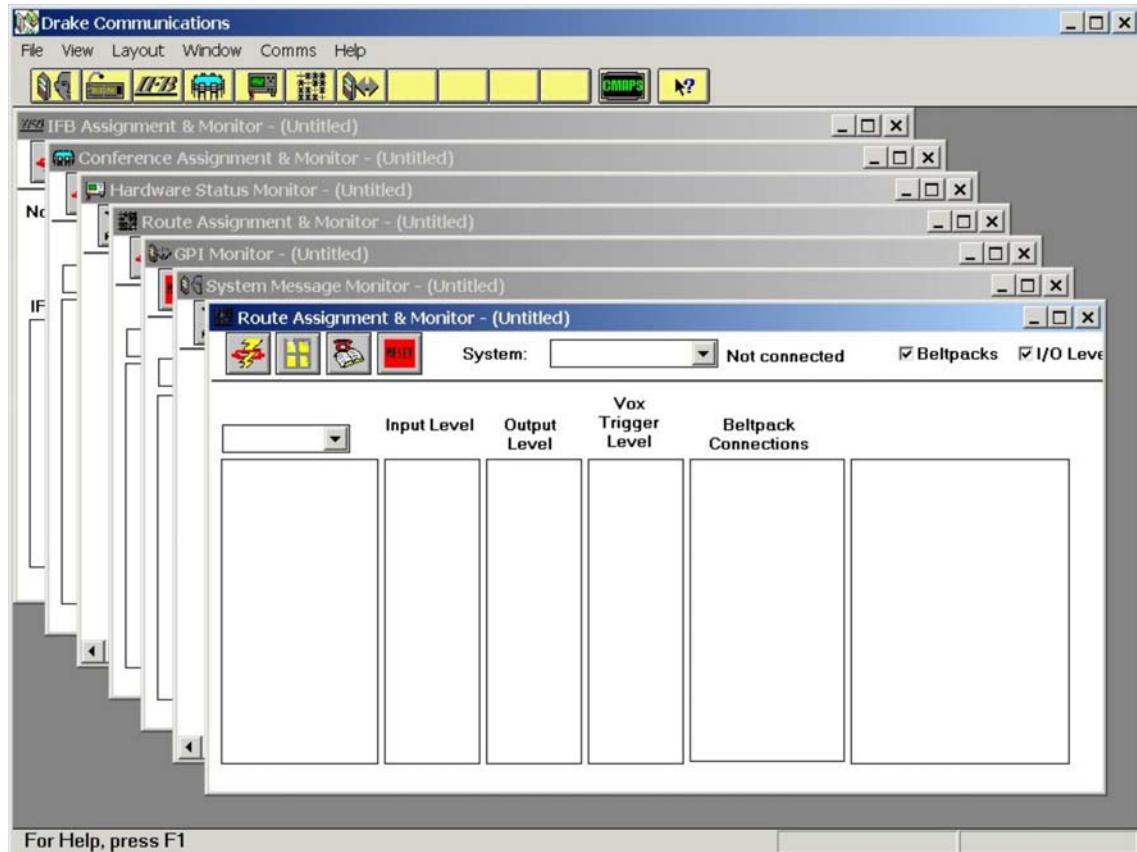 Drake Communications
File View Layout Window Comms Help
IFB CMAPS ?
IFB Assignment & Monitor - (Untitled)
Conference Assignment & Monitor - (Untitled)
Hardware Status Monitor - (Untitled)
No
Route Assignment & Monitor - (Untitled)
GPI Monitor - (Untitled)
System Message Monitor - (Untitled)
IF
Route Assignment & Monitor - (Untitled)
RESET System: Not connected Beltpacks I/O Leve
Input Level Output Level Vox Trigger Level Beltpack Connections
For Help, press F1